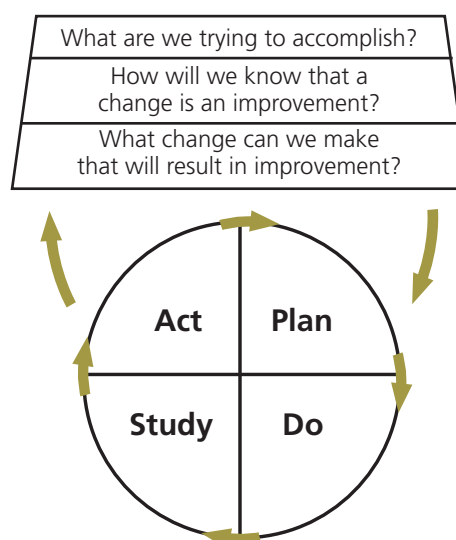 What are we trying to accomplish?
How will we know that a
change is an improvement?
What change can we make
that will result in improvement?
Act
Plan
Study
Do